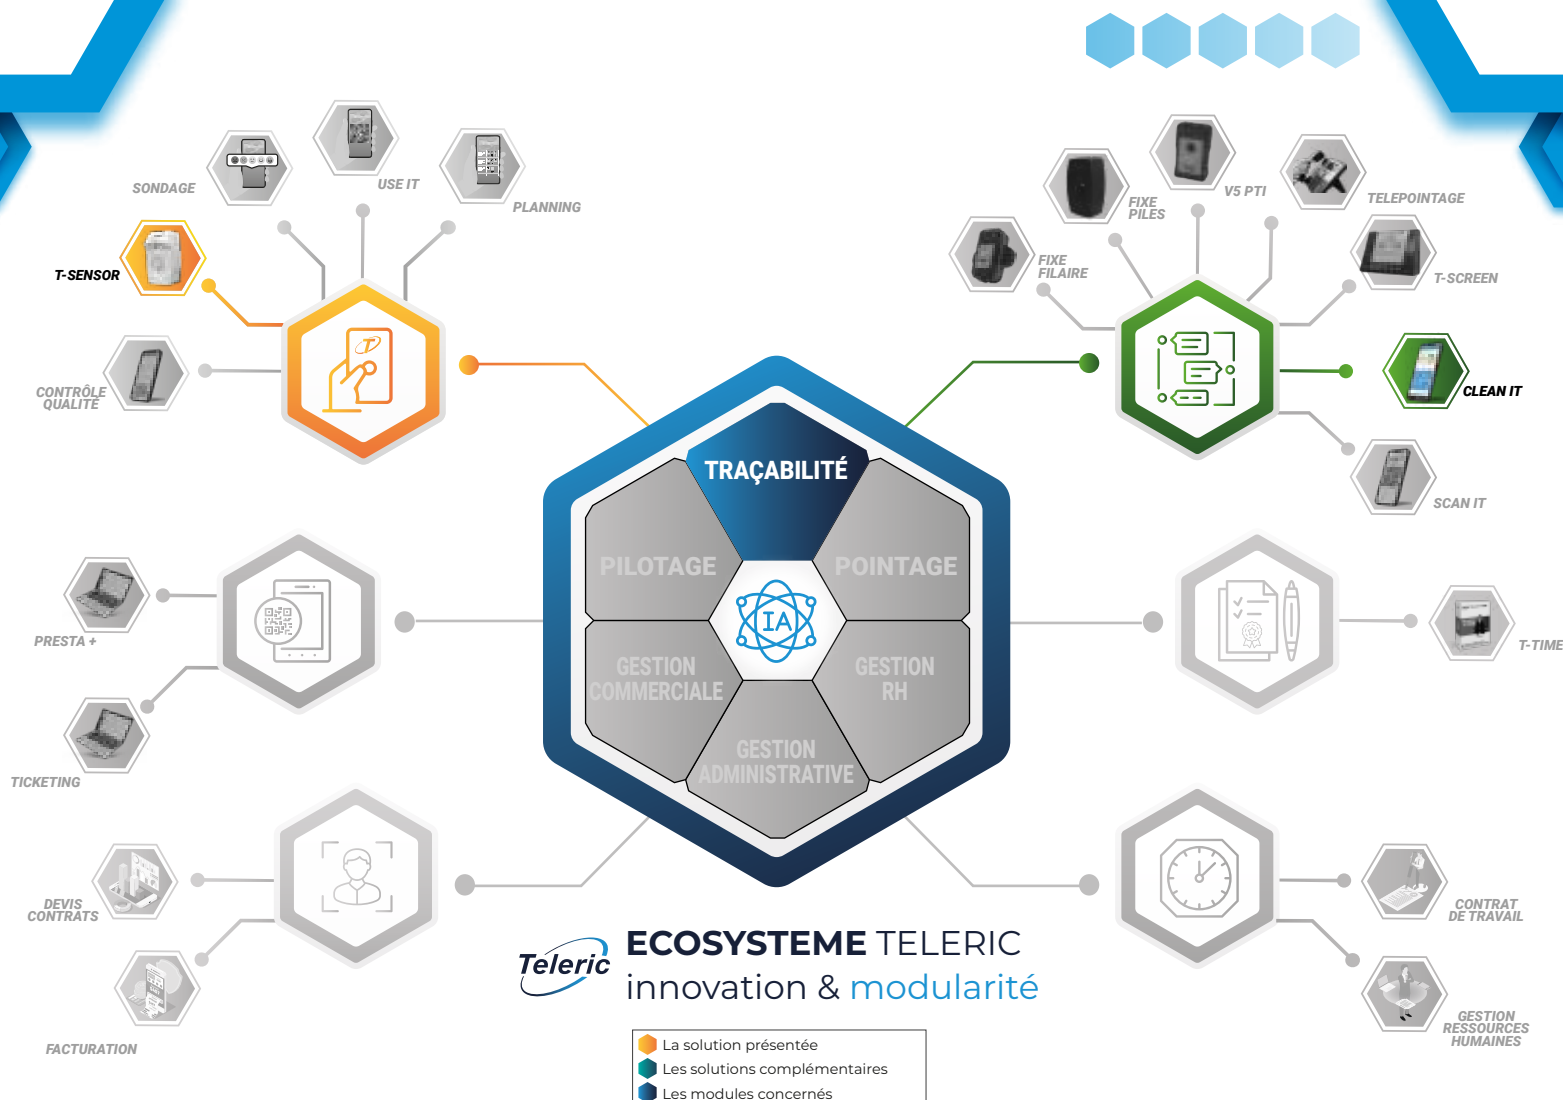 SONDAGE
USE IT
PLANNING
T-SENSOR
CONTRÔLE
QUALITÉ
FIXE
PILES
V5 PTI
TELEPOINTAGE
FIXE
FILAIRE
T-SCREEN
CLEAN IT
SCAN IT
TRAÇABILITÉ
PILOTAGE
POINTAGE
IA
GESTION
COMMERCIALE
GESTION
RH
GESTION
ADMINISTRATIVE
PRESTA +
TICKETING
T-TIME
DEVIS
CONTRATS
FACTURATION
CONTRAT
DE TRAVAIL
GESTION
RESSOURCES
HUMAINES
Teleric
ECOSYSTEME TELERIC
innovation & modularité
La solution présentée
Les solutions complémentaires
Les modules concernés